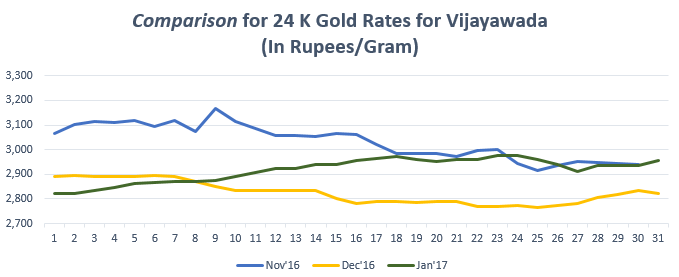 Comparison for 24 K Gold Rates for Vijayawada
(In Rupees/Gram)
3,300
3,200
3,100
3,000
2,900
2,800
2,700
1 2 3 4 5 6 7 8 9 10 11 12 13 14 15 16 17 18 19 20 21 22 23 24 25 26 27 28 29 30 31
Nov'16 Dec'16 Jan'17